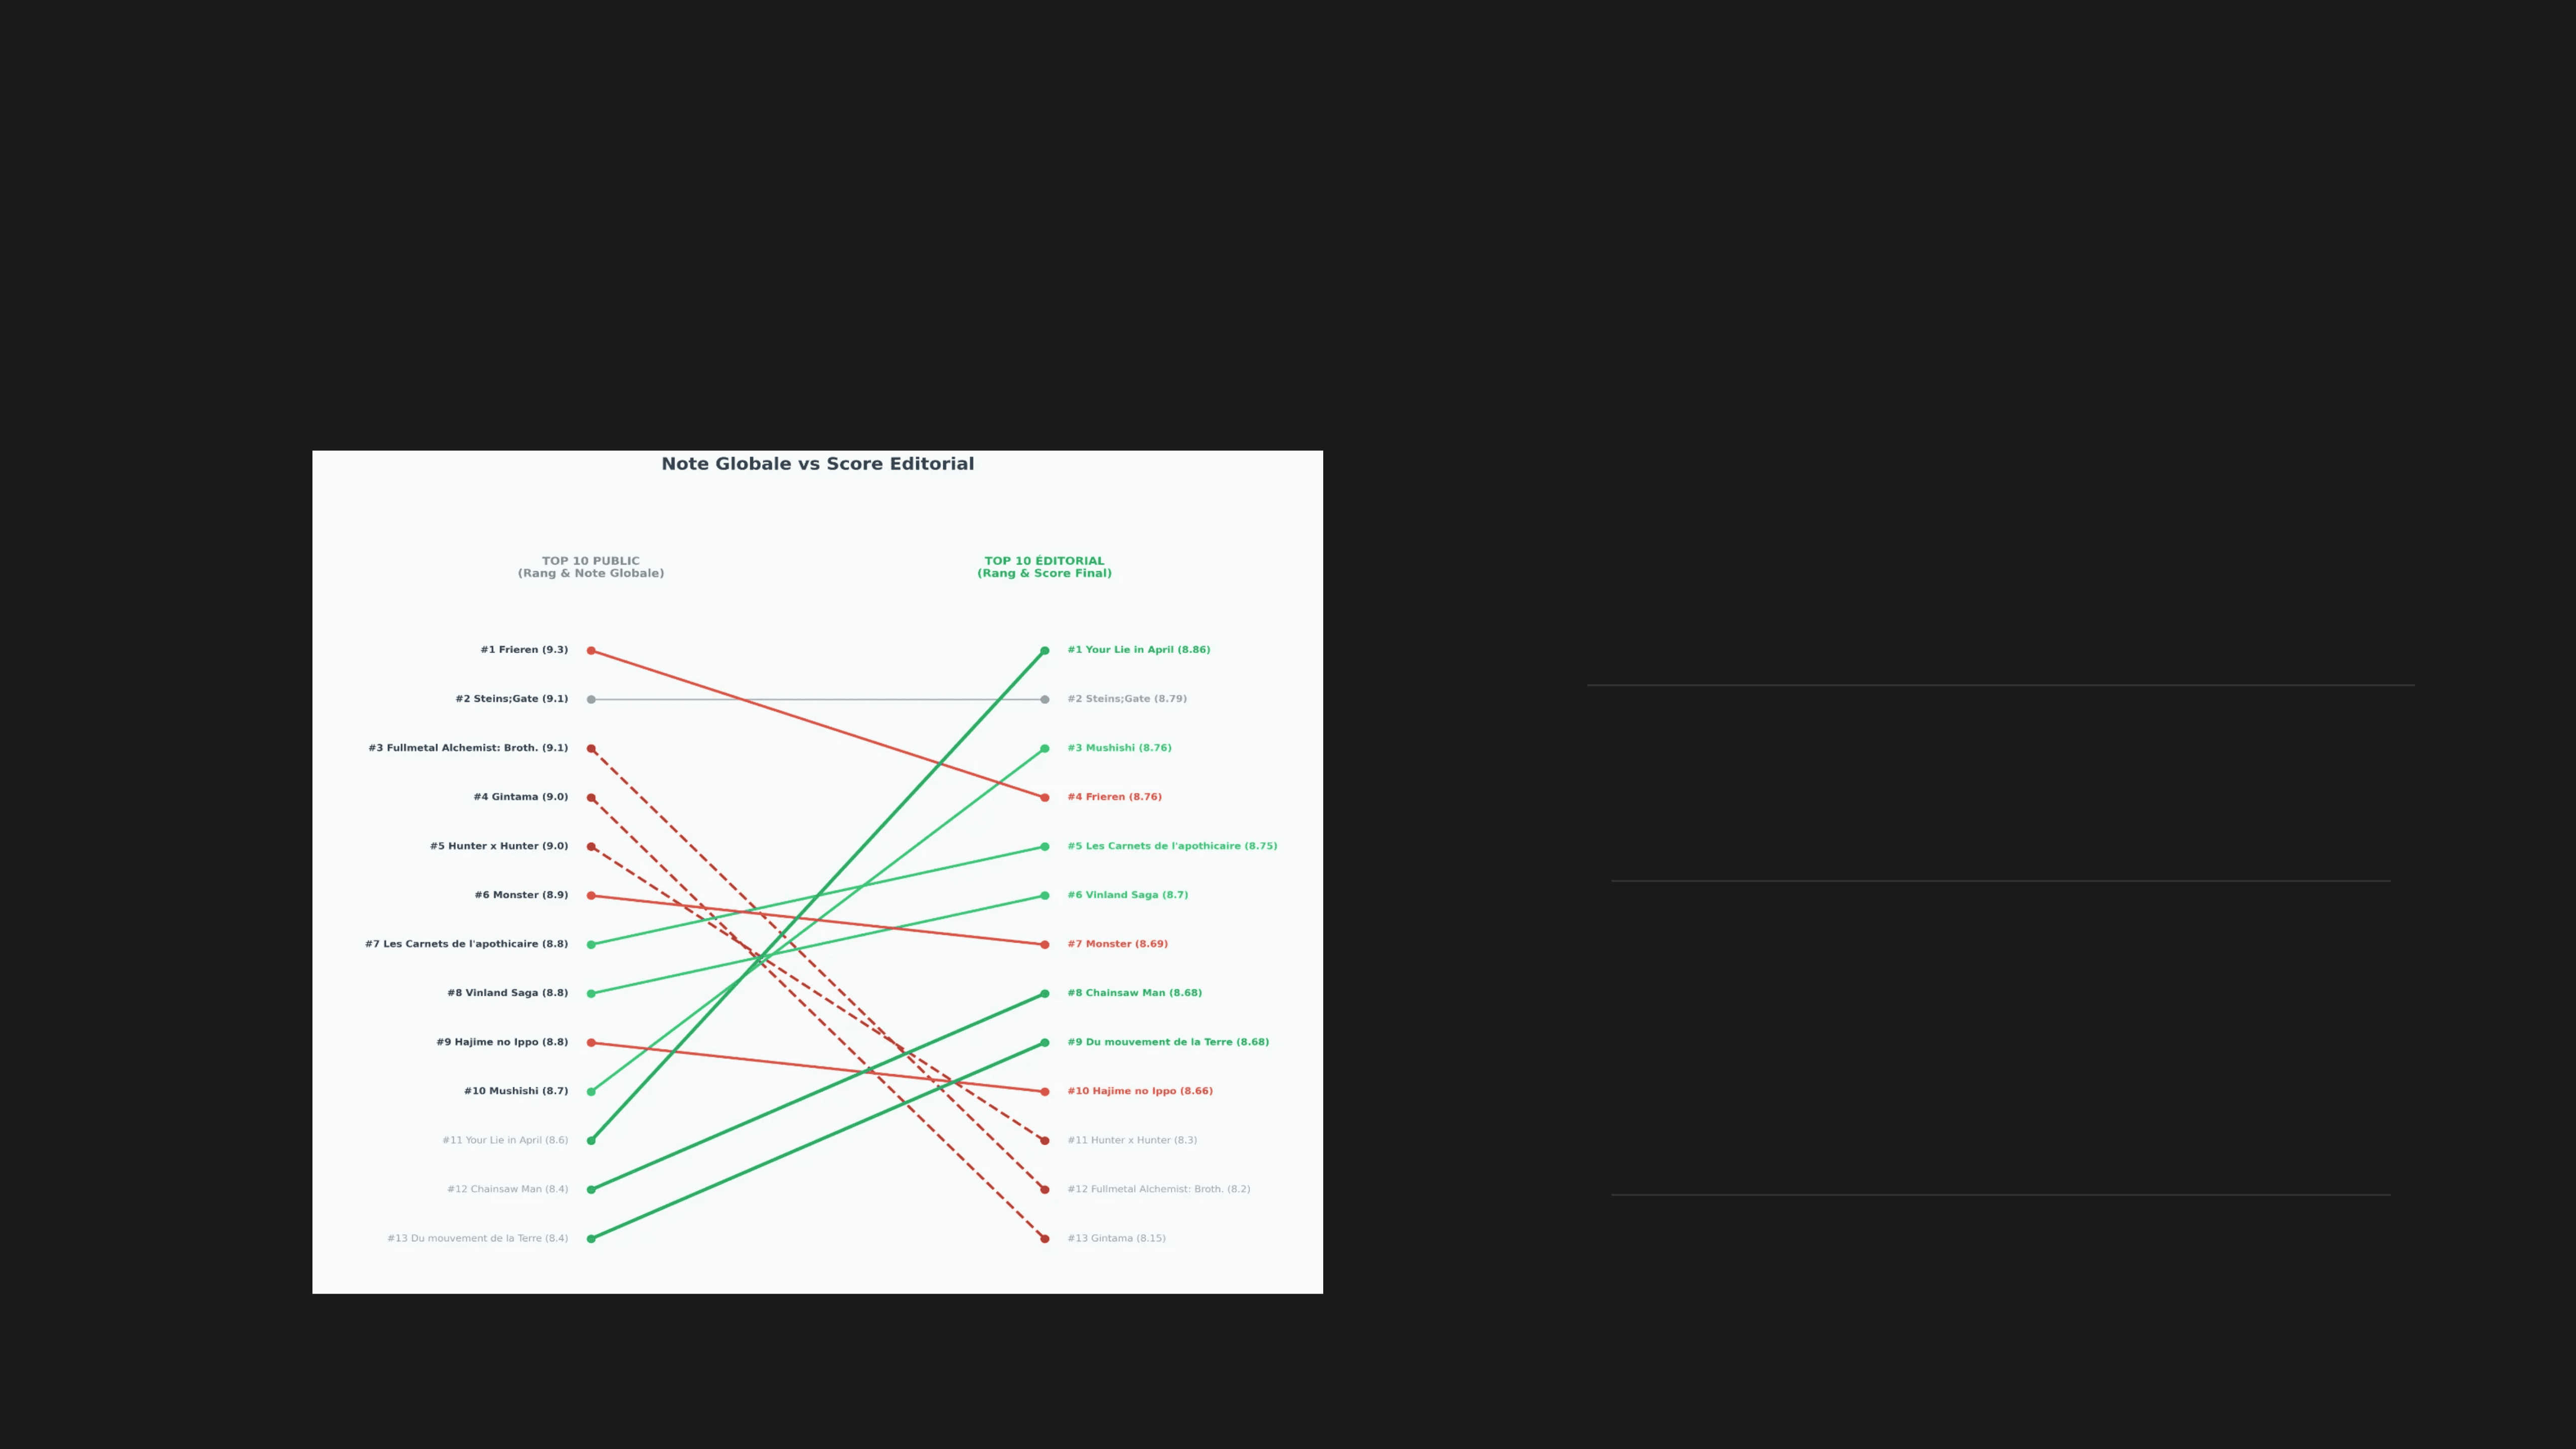 Note Globale vs Score Editorial
TOP 10 PUBLIC
(Rang & Note Globale)
TOP 10 ÉDITORIAL
(Rang & Score Final)
#1 Frieren (9.3)
#1 Your Lie in April (8.86)
#2 Steins;Gate (9.1)
#2 Steins;Gate (8.79)
#3 Fullmetal Alchemist: Broth. (9.1)
#3 Mushishi (8.76)
#4 Gintama (9.0)
#4 Frieren (8.76)
#5 Hunter x Hunter (9.0)
#5 Les Carnets de l'apothicaire (8.75)
#6 Monster (8.9)
#6 Vinland Saga (8.7)
#7 Les Carnets de l'apothicaire (8.8)
#7 Monster (8.69)
#8 Vinland Saga (8.8)
#8 Chainsaw Man (8.68)
#9 Hajime no Ippo (8.8)
#9 Du mouvement de la Terre (8.68)
#10 Mushishi (8.7)
#10 Hajime no Ippo (8.66)
#11 Your Lie in April (8.6)
#11 Hunter x Hunter (8.3)
#12 Chainsaw Man (8.4)
#12 Fullmetal Alchemist: Broth. (8.2)
#13 Du mouvement de la Terre (8.4)
#13 Gintama (8.15)